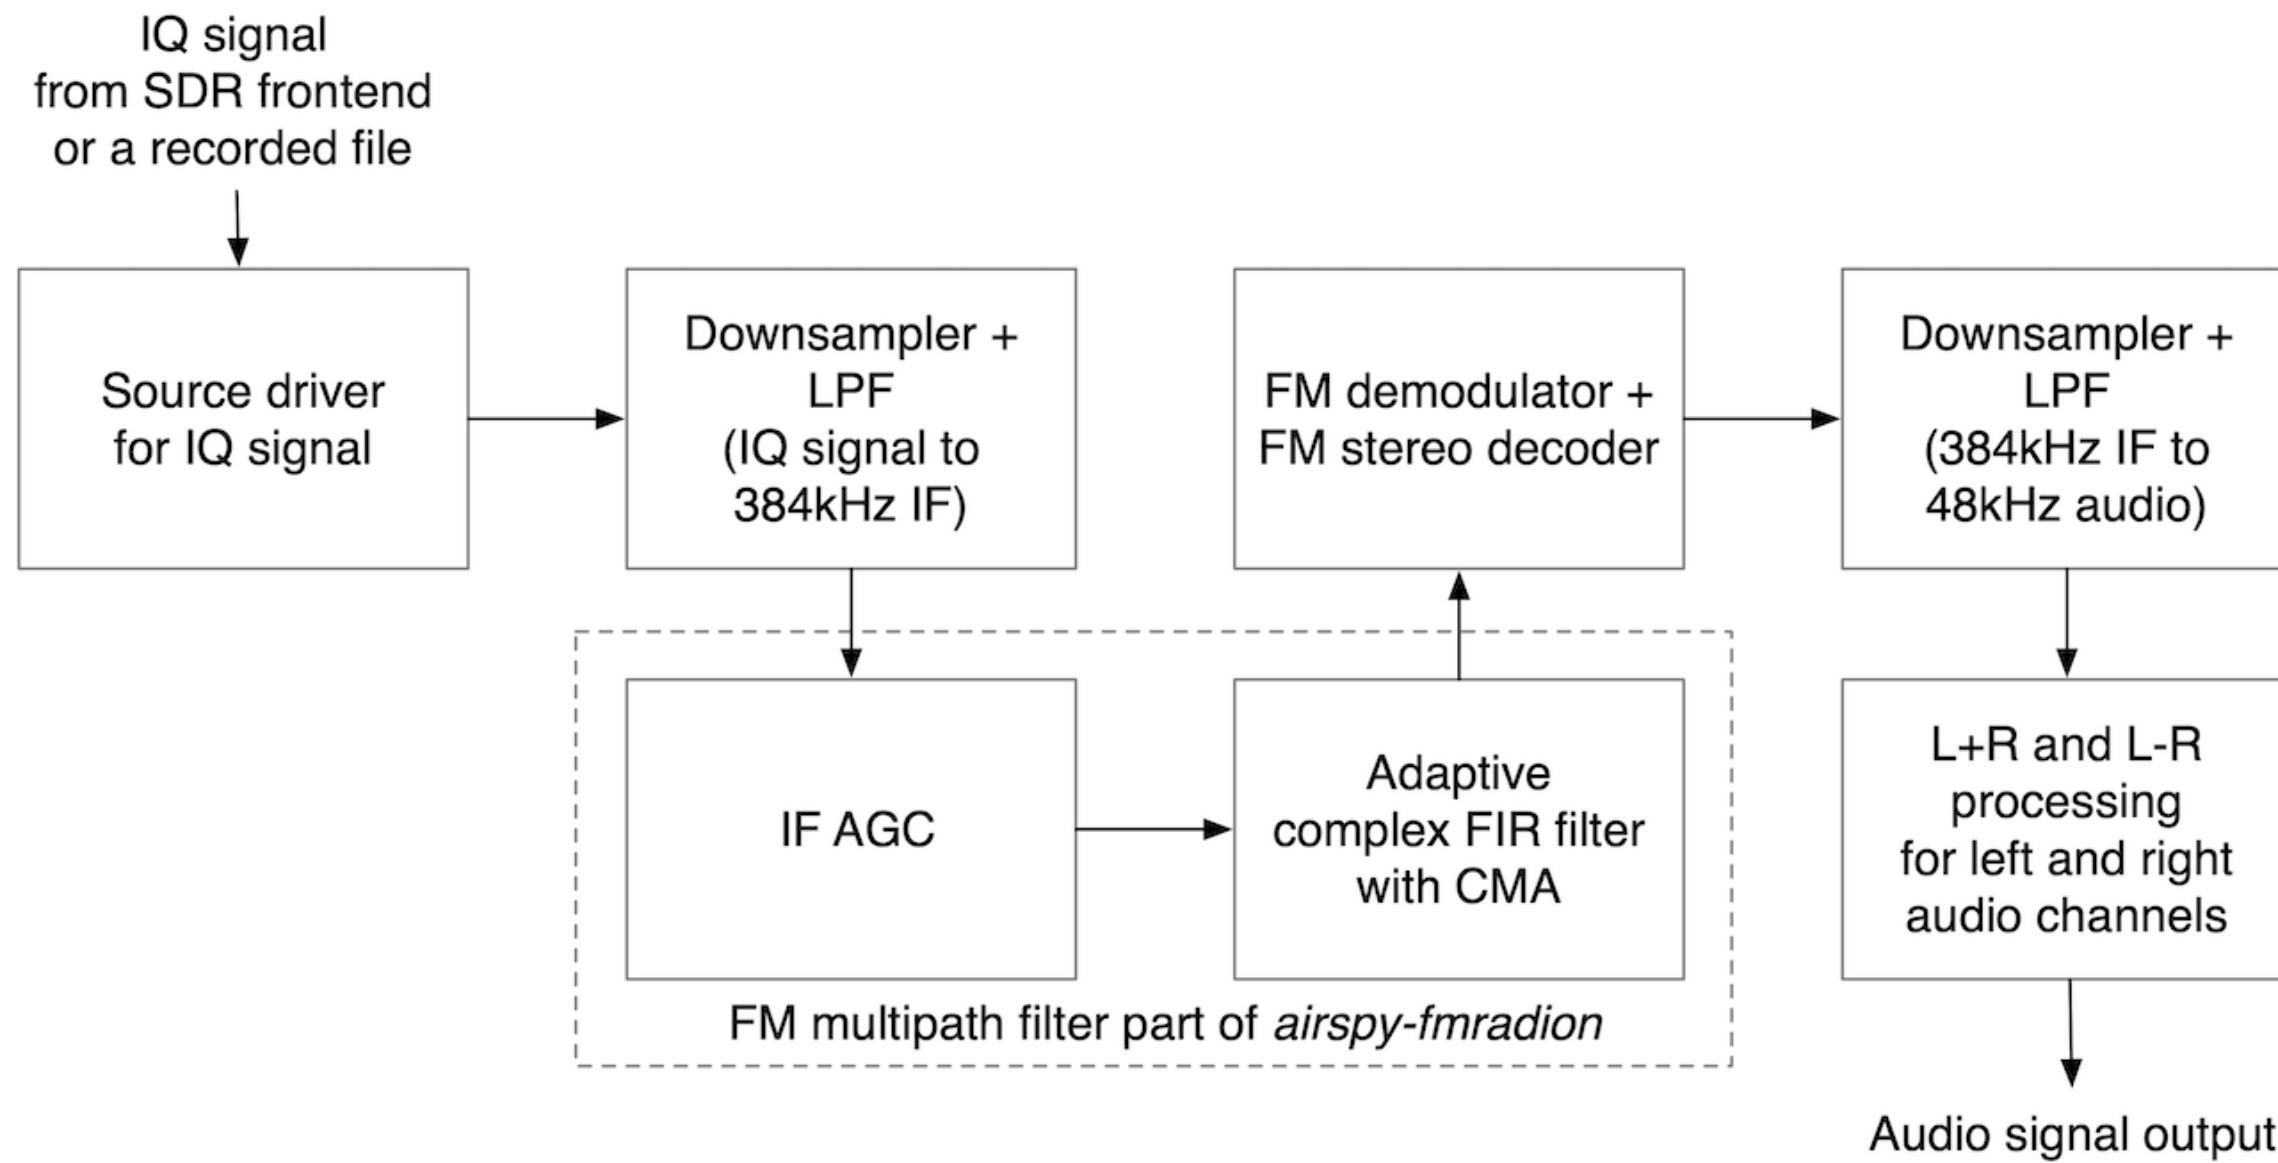 IQ signal
from SDR frontend
or a recorded file
Source driver
for IQ signal
Downsampler +
LPF
(IQ signal to
384kHz IF)
IF AGC
Adaptive
complex FIR filter
with CMA
FM multipath filter part of airspy-fmradion
FM demodulator +
FM stereo decoder
Downsampler +
LPF
(384kHz IF to
48kHz audio)
L+R and L-R
processing
for left and right
audio channels
Audio signal output